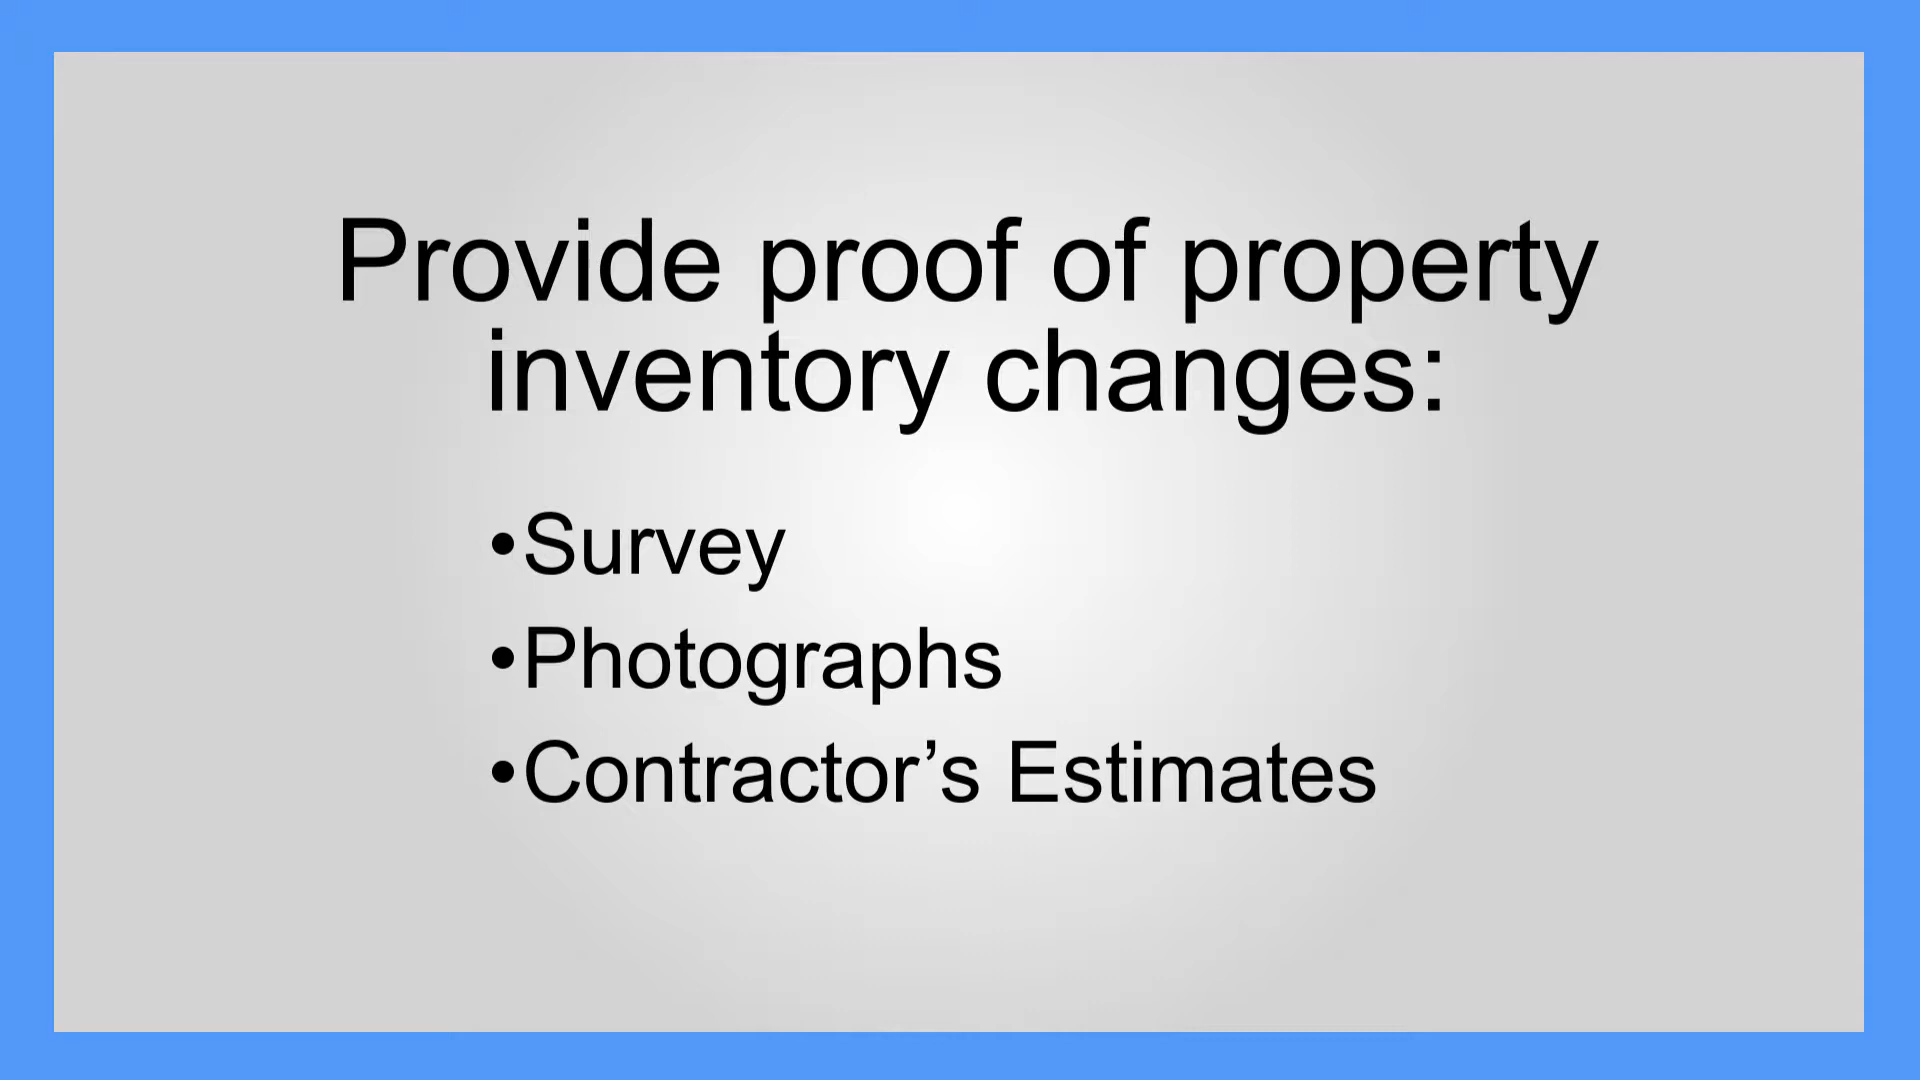 Provide proof of property
inventory changes:
•Survey
•Photographs
•Contractor’s Estimates